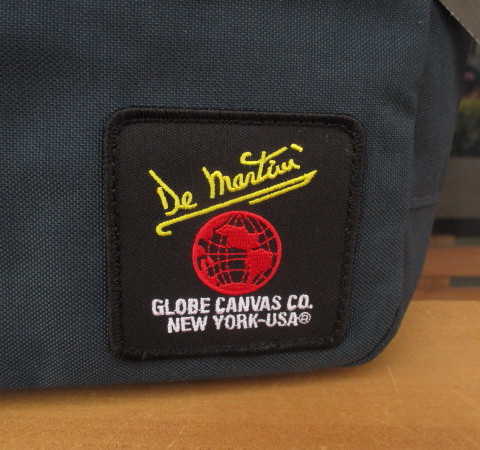 De Martini
GLOBE CANVAS CO.
NEW YORK-USA®